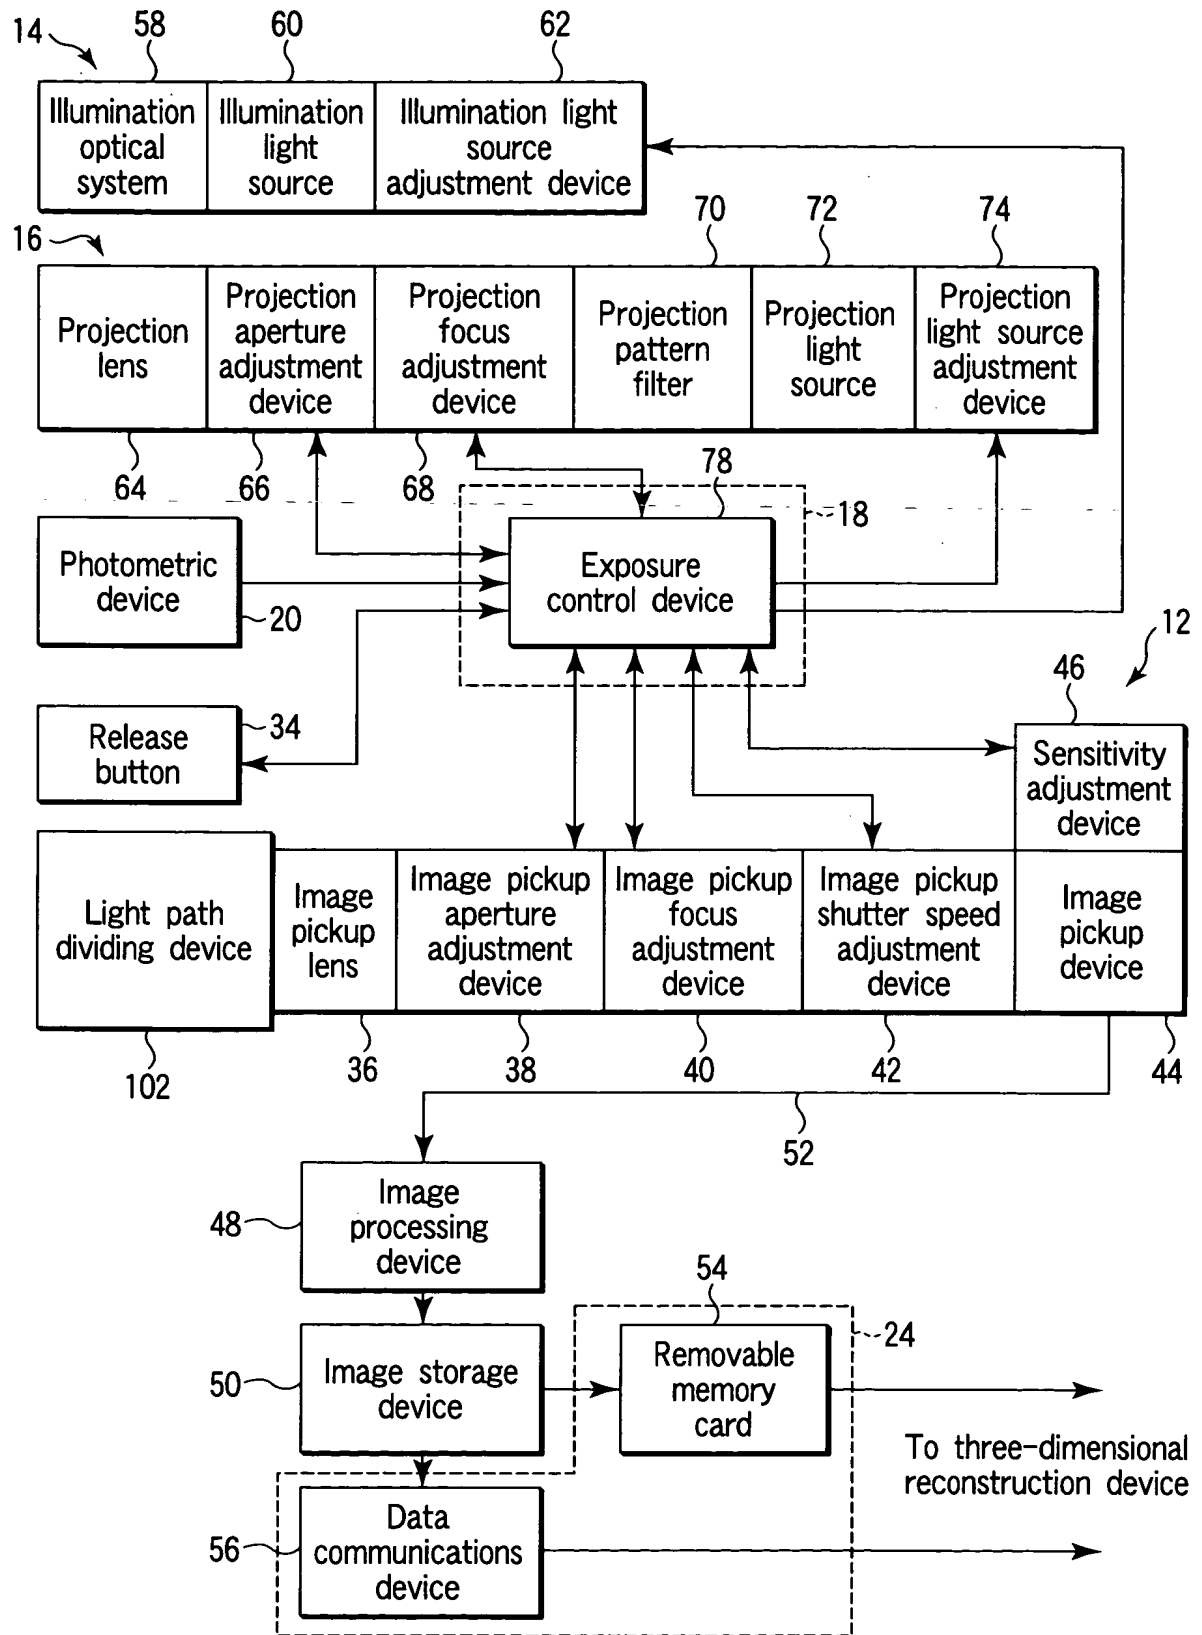 14
58
60
62
Illumination
optical
system
Illumination
light
source
Illumination light
source
adjustment device
16
70
72
74
Projection
lens
Projection
aperture
adjustment
device
Projection
focus
adjustment
device
Projection
pattern
filter
Projection
light
source
Projection
light source
adjustment
device
64
66
68
78
18
Photometric
device
20
Exposure
control device
12
46
Release
button
34
Sensitivity
adjustment
device
Light path
dividing device
Image
pickup
lens
Image pickup
aperture
adjustment
device
Image pickup
focus
adjustment
device
Image pickup
shutter speed
adjustment
device
Image
pickup
device
102
36
38
40
42
44
52
Image
processing
device
48
54
24
Image storage
device
50
Removable
memory
card
To three-dimensional
reconstruction device
Data
communications
device
56